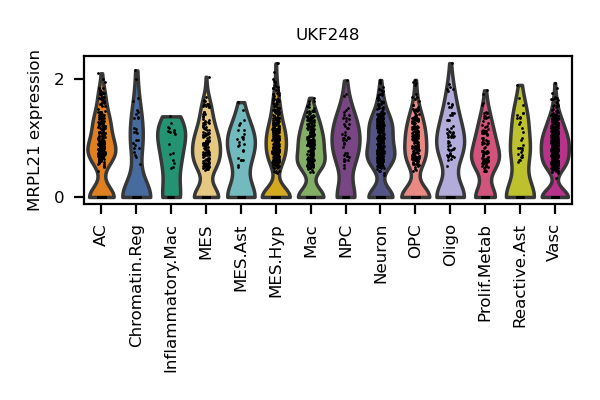 UKF248
MRPL21 expression
2
0
AC
Chromatin.Reg
Inflammatory.Mac
MES
MES.Ast
MES.Hyp
Mac
NPC
Neuron
OPC
Oligo
Prolif.Metab
Reactive.Ast
Vasc